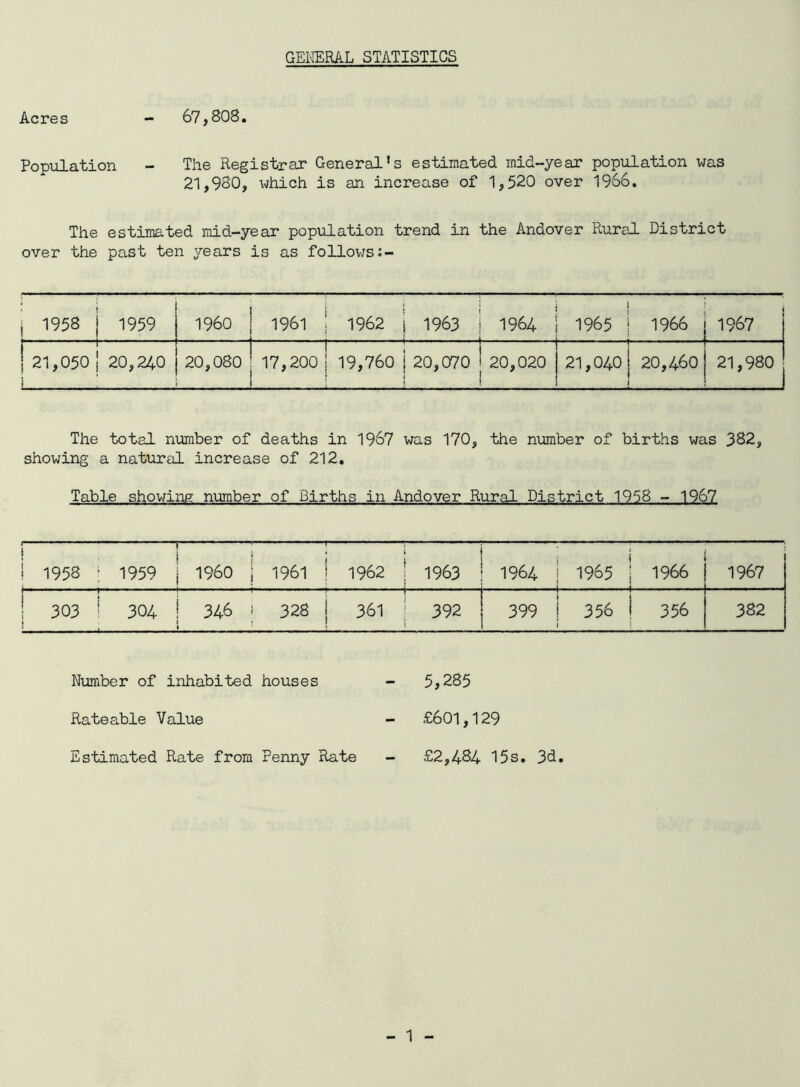 GENERAL STATISTICS
Acres - 67,808.
Population - The Registrar General's estimated mid-year population was
21,980, which is an increase of 1,520 over 1966.
The estimated mid-year population trend in the Andover Rural District
over the past ten years is as follows:-
1958 1959 1960 1961 1962 1963 1964 1965 1966 1967
21,050 20,240 20,080 17,200 19,760 20,070 20,020 21,040 20,460 21,980
The total number of deaths in 1967 was 170, the number of births was 382,
showing a natural increase of 212.
Table showing number of Births in Andover Rural District 1958 - 1967
1958 1959 1960 1961 1962 1963 1964 1965 1966 1967
303 304 346 328 361 392 399 356 356 382
Number of inhabited houses - 5,285
Rateable Value - £601,129
Estimated Rate from Penny Rate - £2,484 15s. 3d.
- 1 -